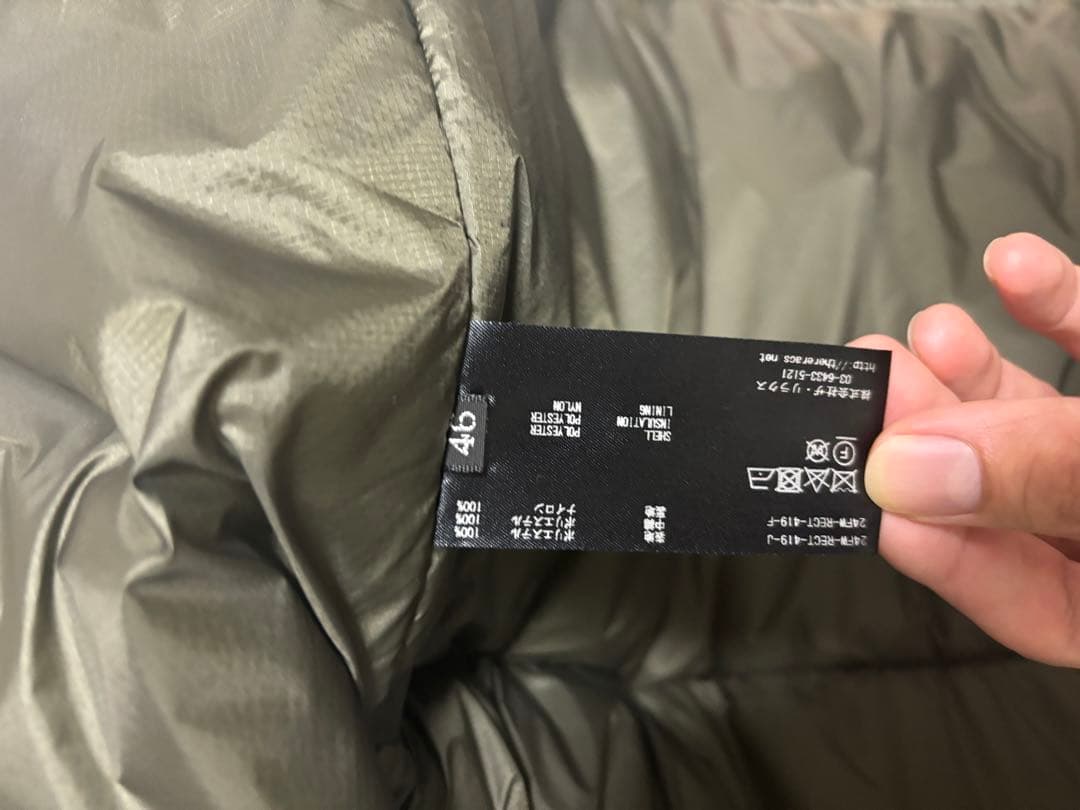 24FW-RECT-419-J
24FW-RECT-419-F
F W
株式会社ザ・リラクス
03-6433-5121
http://thereracs.net
表地 ポリエステル 100%
中綿 ポリエステル 100%
裏地 ナイロン 100%
SHELL POLYESTER
INSULATION POLYESTER
LINING NYLON
46